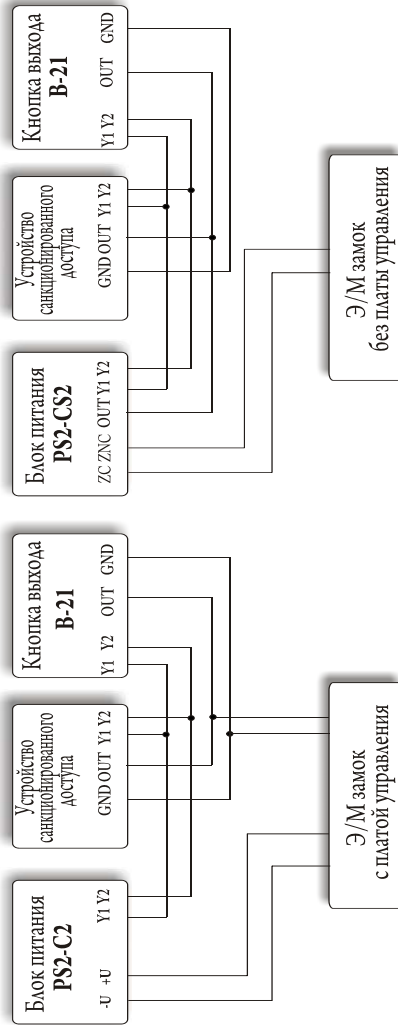 Блок питания
PS2-C2
-U +U Y1 Y2
Устройство
санкционированного
доступа
GND OUT Y1 Y2
Кнопка выхода
B-21
Y1 Y2 OUT GND
Э/М замок
с платой управления
Блок питания
PS2-CS2
ZC ZNC OUT Y1 Y2
Устройство
санкционированного
доступа
GND OUT Y1 Y2
Кнопка выхода
B-21
Y1 Y2 OUT GND
Э/М замок
без платы управления